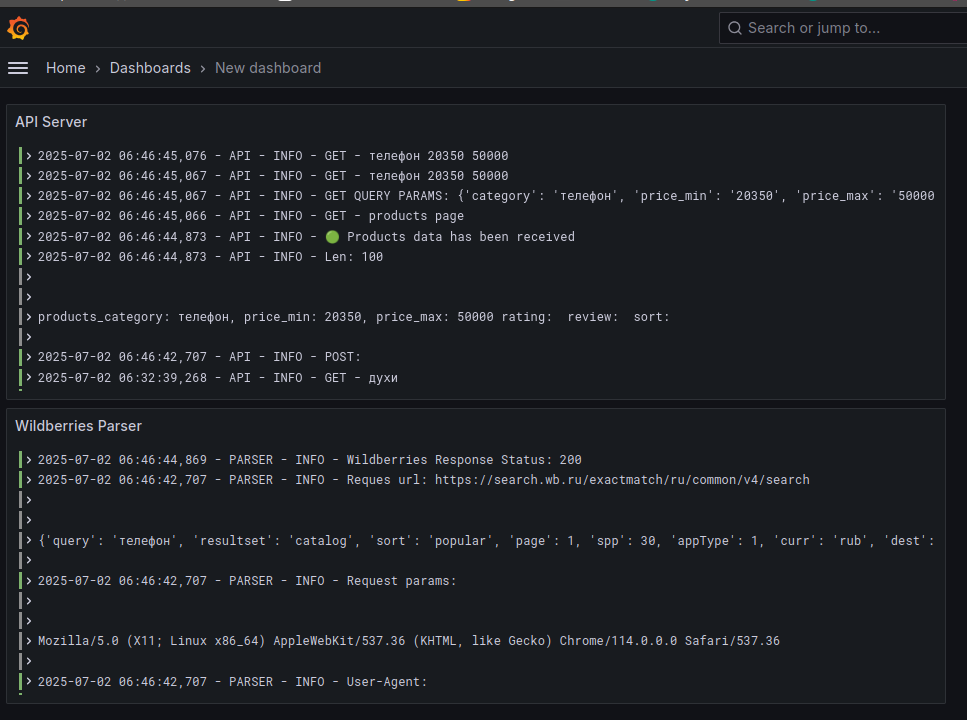 Search or jump to...
Home › Dashboards › New dashboard
API Server
2025-07-02 06:46:45,076 - API - INFO - GET - телефон 20350 50000
2025-07-02 06:46:45,067 - API - INFO - GET - телефон 20350 50000
2025-07-02 06:46:45,067 - API - INFO - GET QUERY PARAMS: {'category': 'телефон', 'price_min': '20350', 'price_max': '50000
2025-07-02 06:46:45,066 - API - INFO - GET - products page
2025-07-02 06:46:44,873 - API - INFO - 🟢 Products data has been received
2025-07-02 06:46:44,873 - API - INFO - Len: 100
products_category: телефон, price_min: 20350, price_max: 50000 rating:  review:  sort:
2025-07-02 06:46:42,707 - API - INFO - POST:
2025-07-02 06:32:39,268 - API - INFO - GET - духи
Wildberries Parser
2025-07-02 06:46:44,869 - PARSER - INFO - Wildberries Response Status: 200
2025-07-02 06:46:42,707 - PARSER - INFO - Reques url: https://search.wb.ru/exactmatch/ru/common/v4/search
{'query': 'телефон', 'resultset': 'catalog', 'sort': 'popular', 'page': 1, 'spp': 30, 'appType': 1, 'curr': 'rub', 'dest':
2025-07-02 06:46:42,707 - PARSER - INFO - Request params:
Mozilla/5.0 (X11; Linux x86_64) AppleWebKit/537.36 (KHTML, like Gecko) Chrome/114.0.0.0 Safari/537.36
2025-07-02 06:46:42,707 - PARSER - INFO - User-Agent: